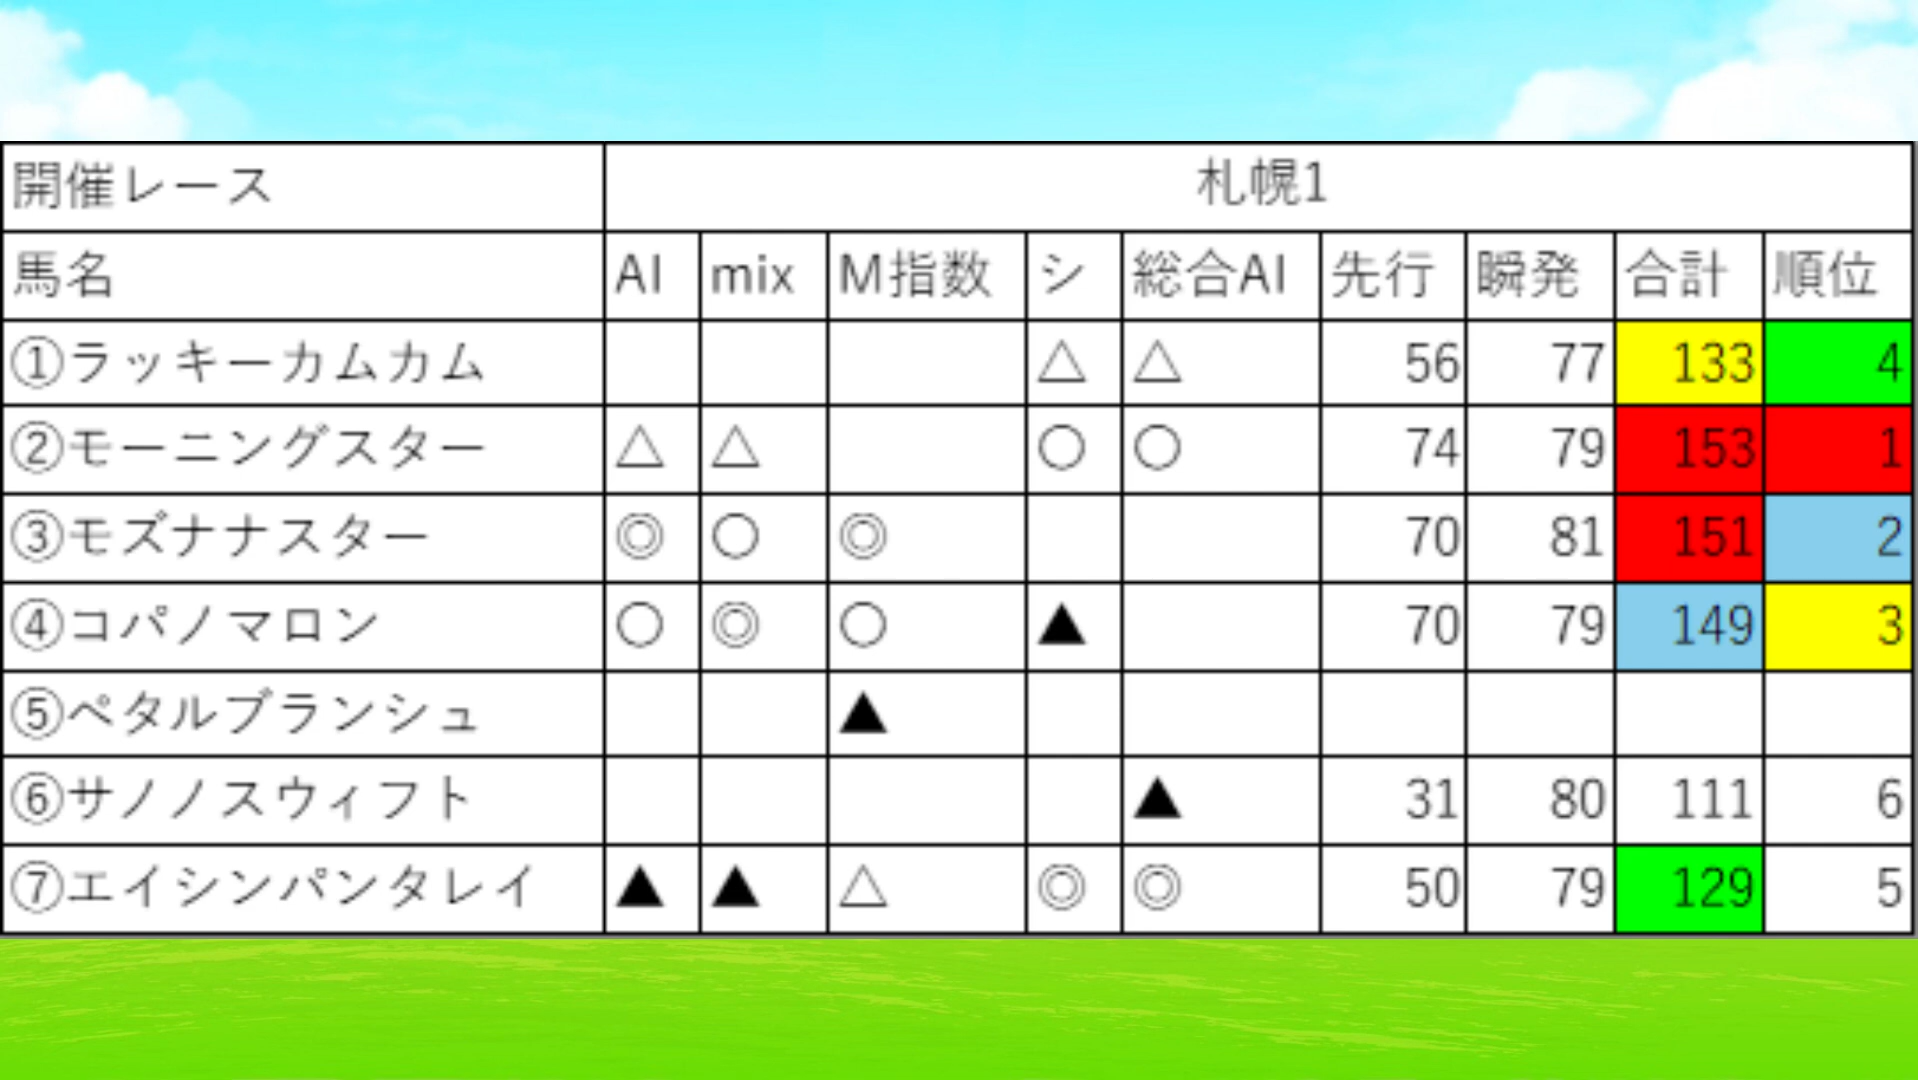 開催レース 札幌1
馬名 AI mix M指数 シ 総合AI 先行 瞬発 合計 順位
①ラッキーカムカム △ △ 56 77 133 4
②モーニングスター △ △ ○ ○ 74 79 153 1
③モズナナスター ◎ ○ ◎ 70 81 151 2
④コパノマロン ○ ◎ ○ ▲ 70 79 149 3
⑤ペタルブランシュ ▲
⑥サノノスウィフト ▲ 31 80 111 6
⑦エイシンパンタレイ ▲ ▲ △ ◎ ◎ 50 79 129 5